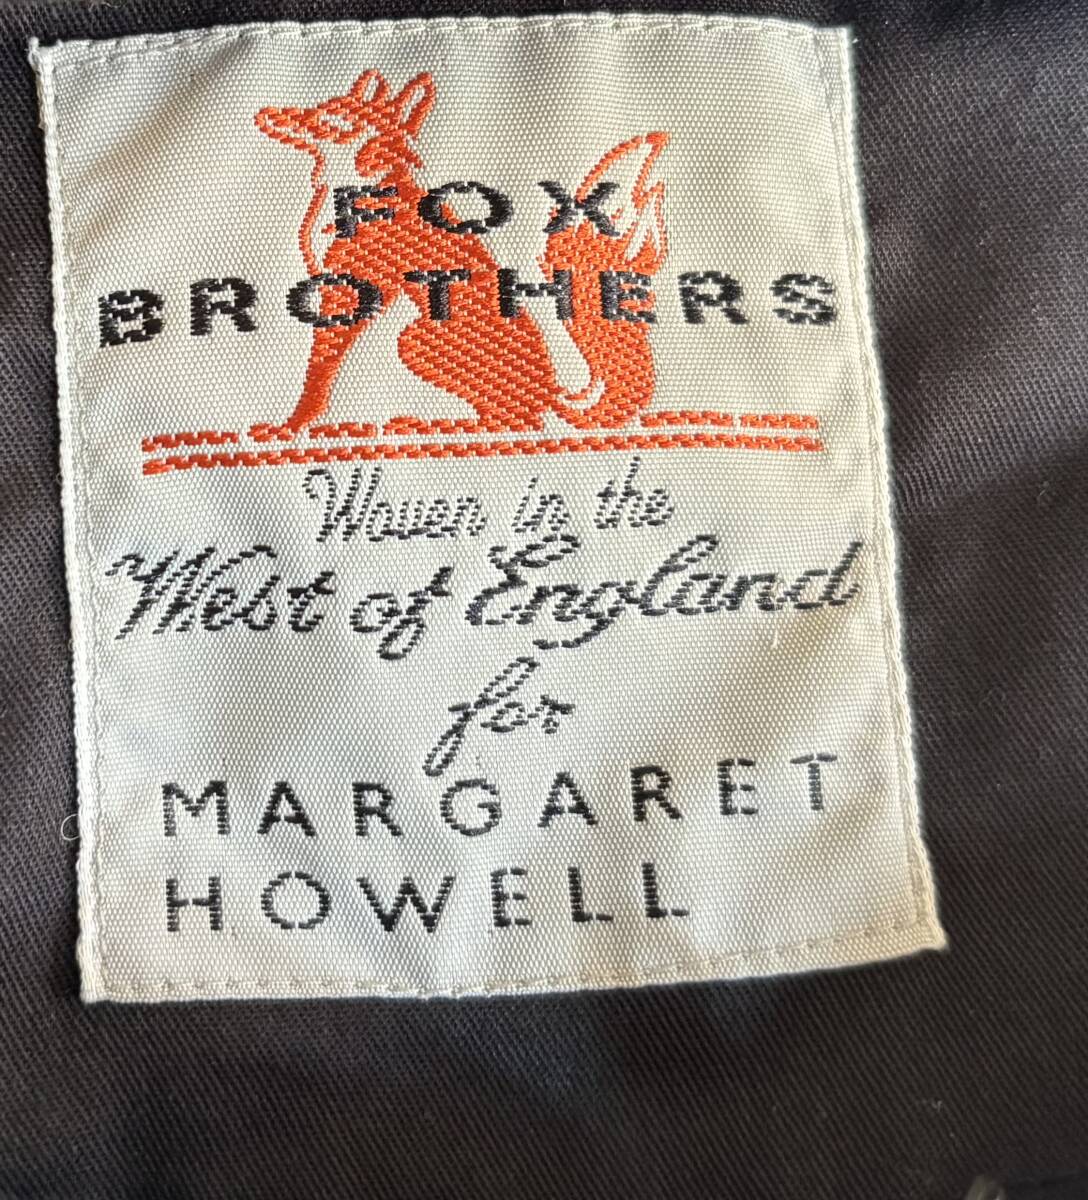 FOX
BROTHERS
Woven in the
West of England
for
MARGARET
HOWELL